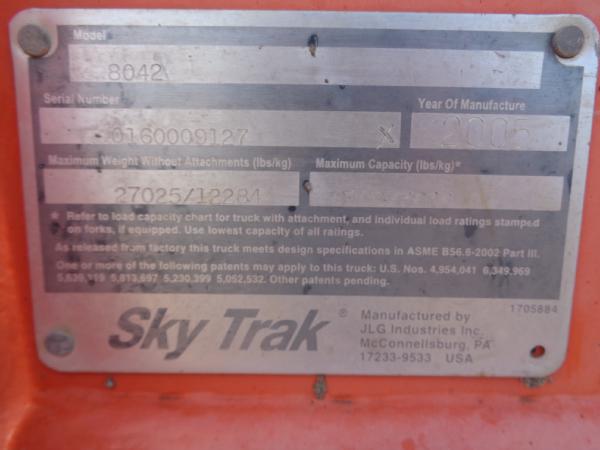 Model
8042
Serial Number
Year Of Manufacture
0160009127 X 2005
Maximum Weight Without Attachments (lbs/kg)
Maximum Capacity (lbs/kg)*
27025/12284
* Refer to load capacity chart for truck with attachment, and individual load ratings stamped
on forks, if equipped. Use lowest capacity of all ratings.
As released from factory this truck meets design specifications in ASME B56.6-2002 Part III.
One or more of the following patents may apply to this truck: U.S. Nos. 4,954,041 6,349,969
5,813,697 5,230,399 5,052,532. Other patents pending.
Sky Trak ®
1705884
Manufactured by
JLG Industries Inc.
McConnellsburg, PA
17233-9533 USA